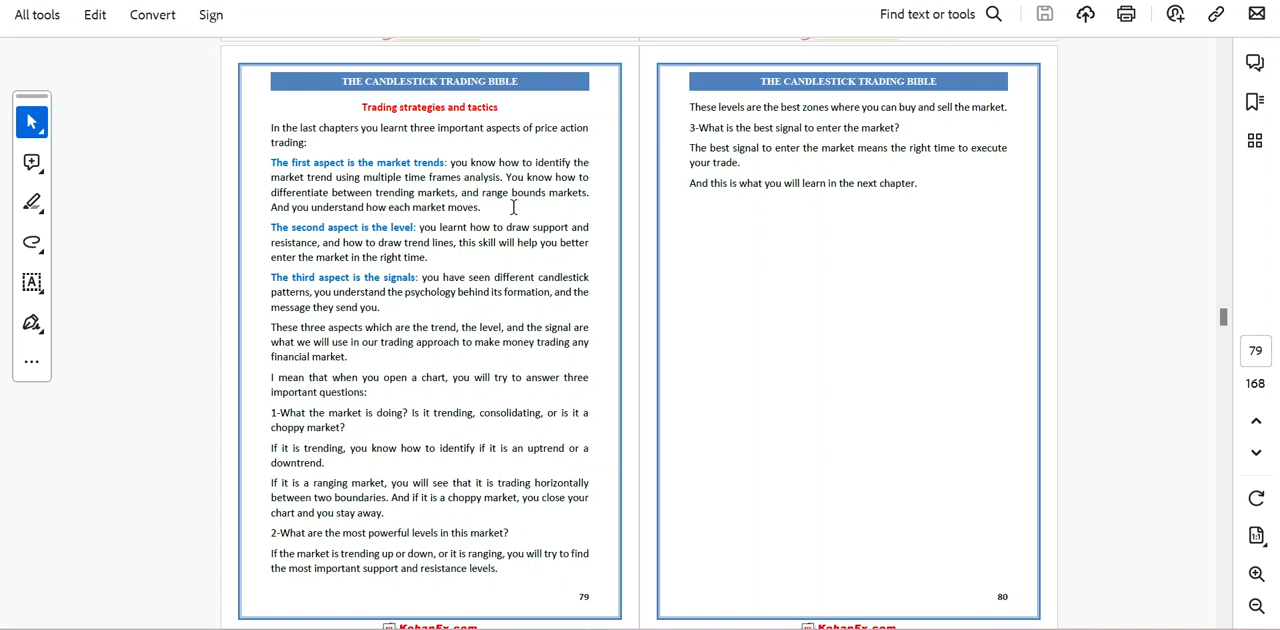 All tools Edit Convert Sign Find text or tools
THE CANDLESTICK TRADING BIBLE
Trading strategies and tactics
In the last chapters you learnt three important aspects of price action
trading:
The first aspect is the market trends: you know how to identify the
market trend using multiple time frames analysis. You know how to
differentiate between trending markets, and range bounds markets.
And you understand how each market moves.
The second aspect is the level: you learnt how to draw support and
resistance, and how to draw trend lines, this skill will help you better
enter the market in the right time.
The third aspect is the signals: you have seen different candlestick
patterns, you understand the psychology behind its formation, and the
message they send you.
These three aspects which are the trend, the level, and the signal are
what we will use in our trading approach to make money trading any
financial market.
I mean that when you open a chart, you will try to answer three
important questions:
1-What the market is doing? Is it trending, consolidating, or is it a
choppy market?
If it is trending, you know how to identify if it is an uptrend or a
downtrend.
If it is a ranging market, you will see that it is trading horizontally
between two boundaries. And if it is a choppy market, you close your
chart and you stay away.
2-What are the most powerful levels in this market?
If the market is trending up or down, or it is ranging, you will try to find
the most important support and resistance levels.
79
KohanFx.com
THE CANDLESTICK TRADING BIBLE
These levels are the best zones where you can buy and sell the market.
3-What is the best signal to enter the market?
The best signal to enter the market means the right time to execute
your trade.
And this is what you will learn in the next chapter.
80
KohanFx.com
79
168